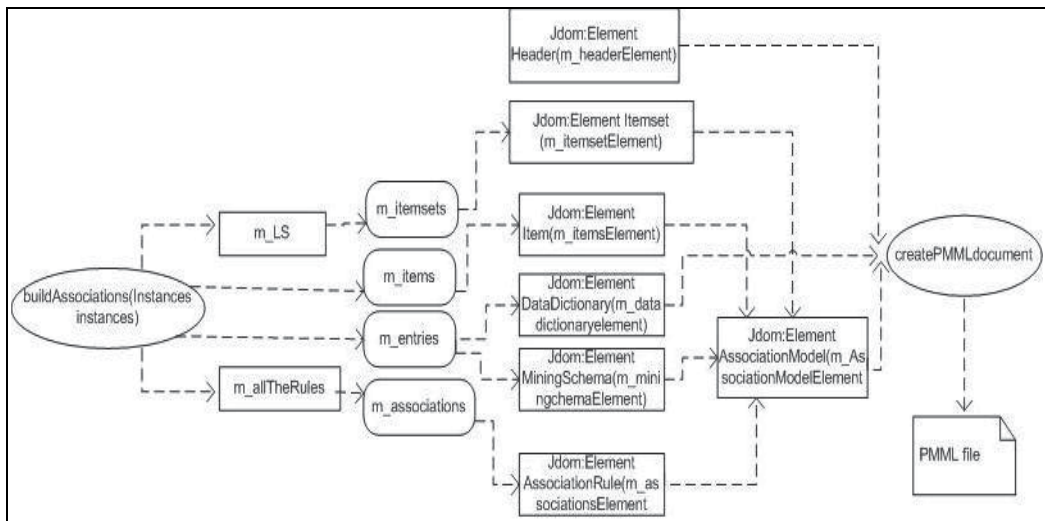 Jdom:Element
Header(m_headerElement)
Jdom:Element Itemset
(m_itemsetElement)
m_itemsets
m_LS
Jdom:Element
Item(m_itemsElement)
createPMMLdocument
m_items
buildAssociations(Instances
instances)
Jdom:Element
DataDictionary(m_data
dictionaryelement)
m_entries
Jdom:Element
AssociationModel(m_As
sociationModelElement
Jdom:Element
MiningSchema(m_mini
ngchemaElement)
m_allTheRules
m_associations
PMML file
Jdom:Element
AssociationRule(m_as
sociationsElement